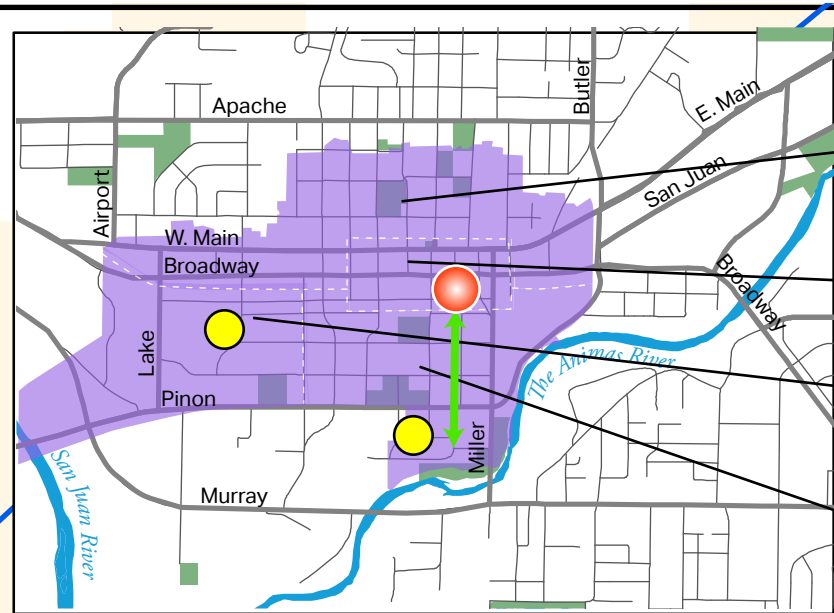 Butler
E. Main
Apache
San Juan
Airport
W. Main
Broadway
Broadway
Lake
The Animas River
Pinon
Miller
San Juan River
Murray